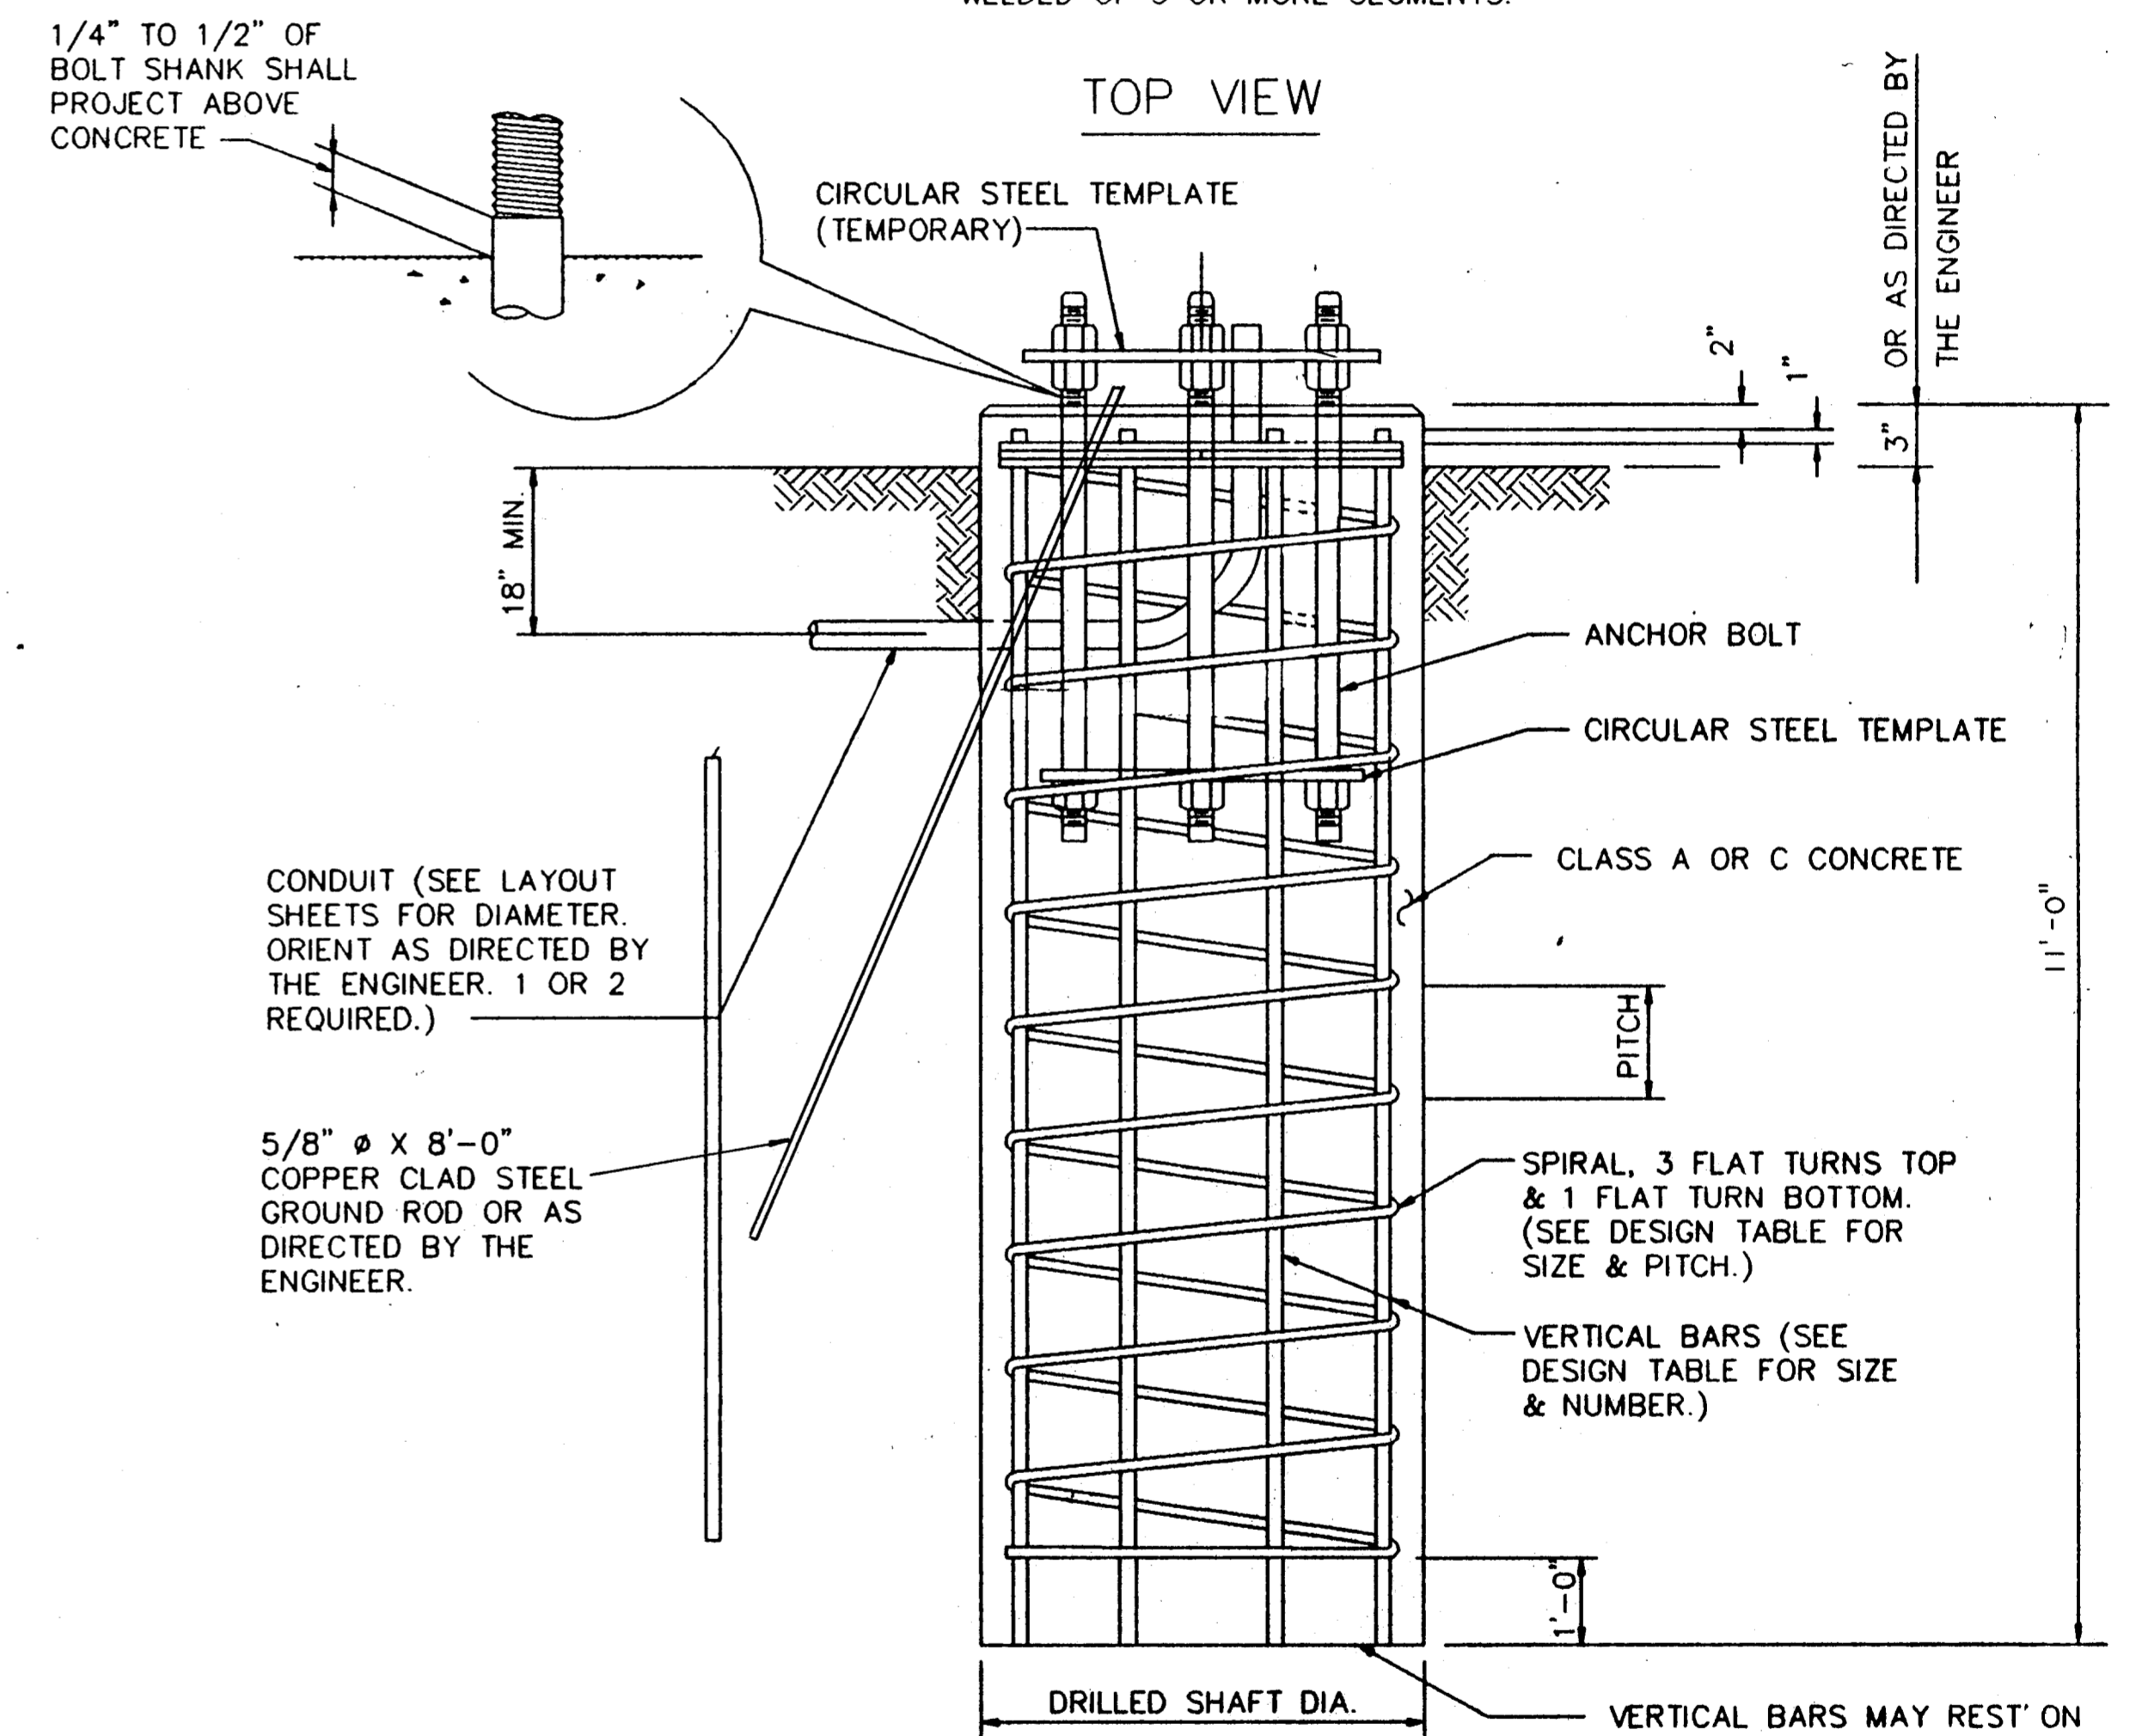 1/4" TO 1/2" OF
BOLT SHANK SHALL
PROJECT ABOVE
CONCRETE
TOP VIEW
CIRCULAR STEEL TEMPLATE
(TEMPORARY)
OR AS DIRECTED BY
THE ENGINEER
2"
1"
3"
18" MIN.
ANCHOR BOLT
CIRCULAR STEEL TEMPLATE
CLASS A OR C CONCRETE
11'-0"
PITCH
CONDUIT (SEE LAYOUT
SHEETS FOR DIAMETER.
ORIENT AS DIRECTED BY
THE ENGINEER. 1 OR 2
REQUIRED.)
5/8" ø X 8'-0"
COPPER CLAD STEEL
GROUND ROD OR AS
DIRECTED BY THE
ENGINEER.
SPIRAL, 3 FLAT TURNS TOP
& 1 FLAT TURN BOTTOM.
(SEE DESIGN TABLE FOR
SIZE & PITCH.)
VERTICAL BARS (SEE
DESIGN TABLE FOR SIZE
& NUMBER.)
1'-0"
DRILLED SHAFT DIA.
VERTICAL BARS MAY REST ON